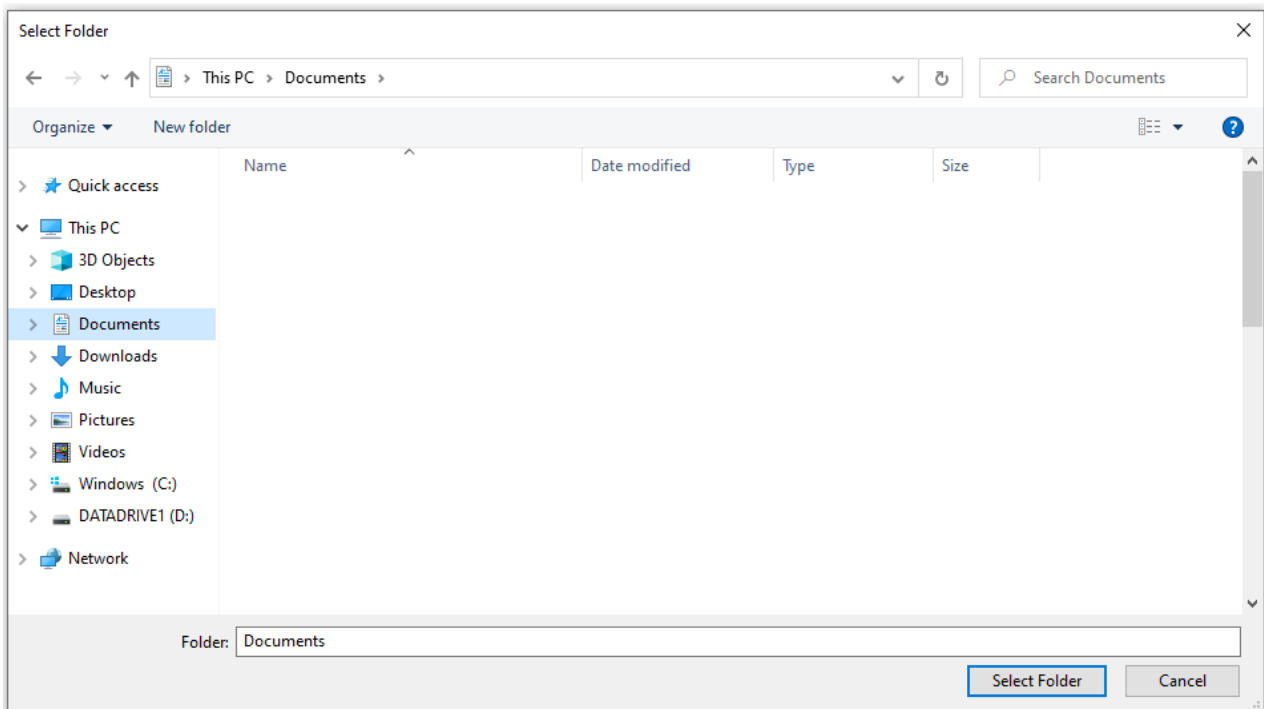 Select Folder
This PC > Documents >
Search Documents
Organize
New folder
?
Name
Date modified
Type
Size
Quick access
This PC
3D Objects
Desktop
Documents
Downloads
Music
Pictures
Videos
Windows (C:)
DATADRIVE1 (D:)
Network
Folder: Documents
Select Folder
Cancel